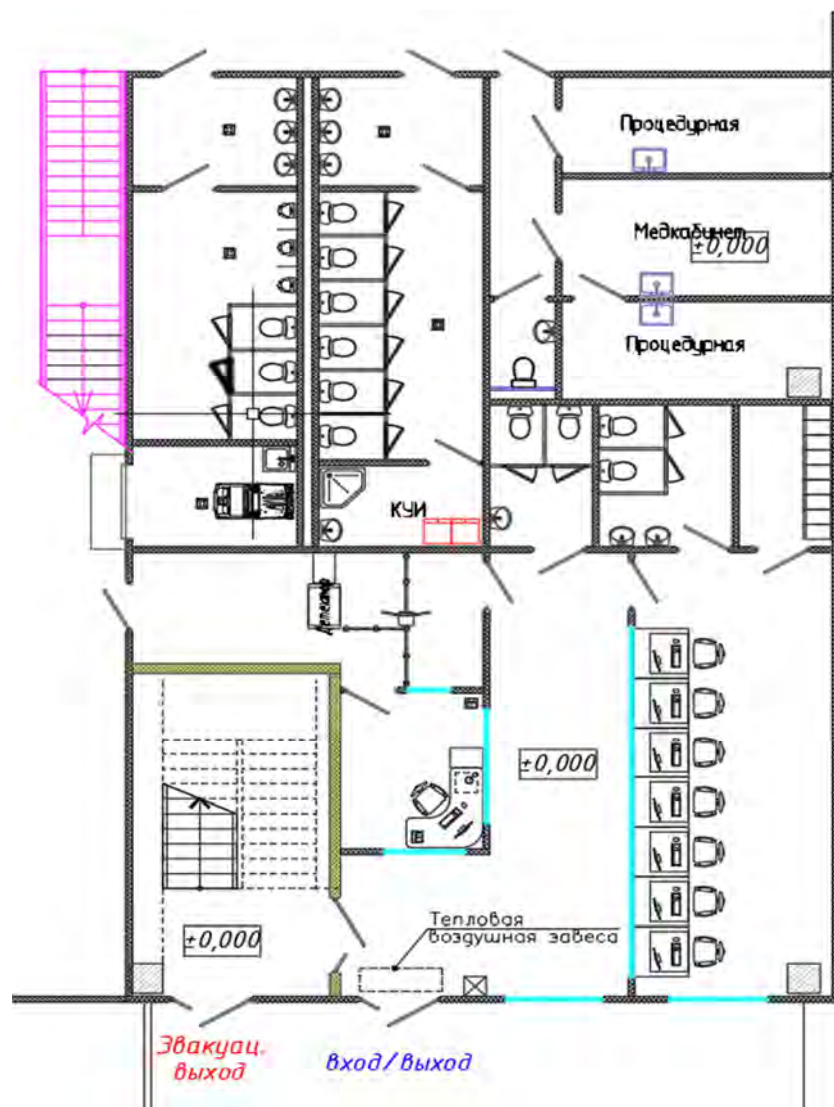 Процедурная
Медкабинет
±0,000
Процедурная
КУИ
±0,000
Тепловая
воздушная завеса
±0,000
Эвакуац.
выход
вход/выход